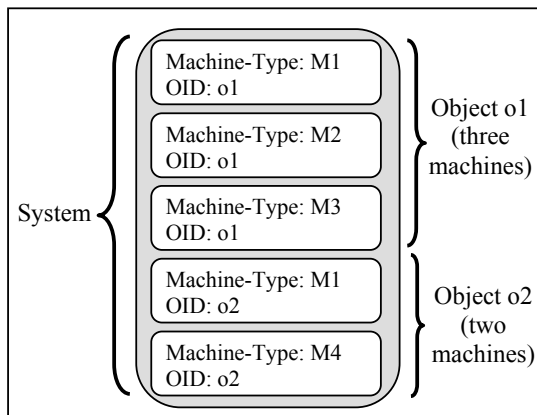 System
Machine-Type: M1
OID: o1
Machine-Type: M2
OID: o1
Machine-Type: M3
OID: o1
Machine-Type: M1
OID: o2
Machine-Type: M4
OID: o2
Object o1
(three
machines)
Object o2
(two
machines)